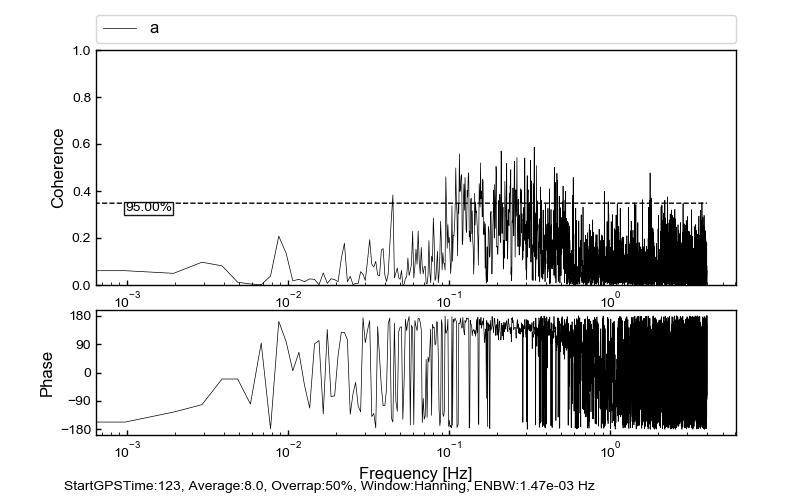 a
1.0
0.8
0.6
0.4
0.2
0.0
Coherence
95.00%
10⁻³ 10⁻² 10⁻¹ 10⁰
180
90
0
−90
−180
Phase
10⁻³ 10⁻² 10⁻¹ 10⁰
Frequency [Hz]
StartGPSTime:123, Average:8.0, Overrap:50%, Window:Hanning, ENBW:1.47e-03 Hz